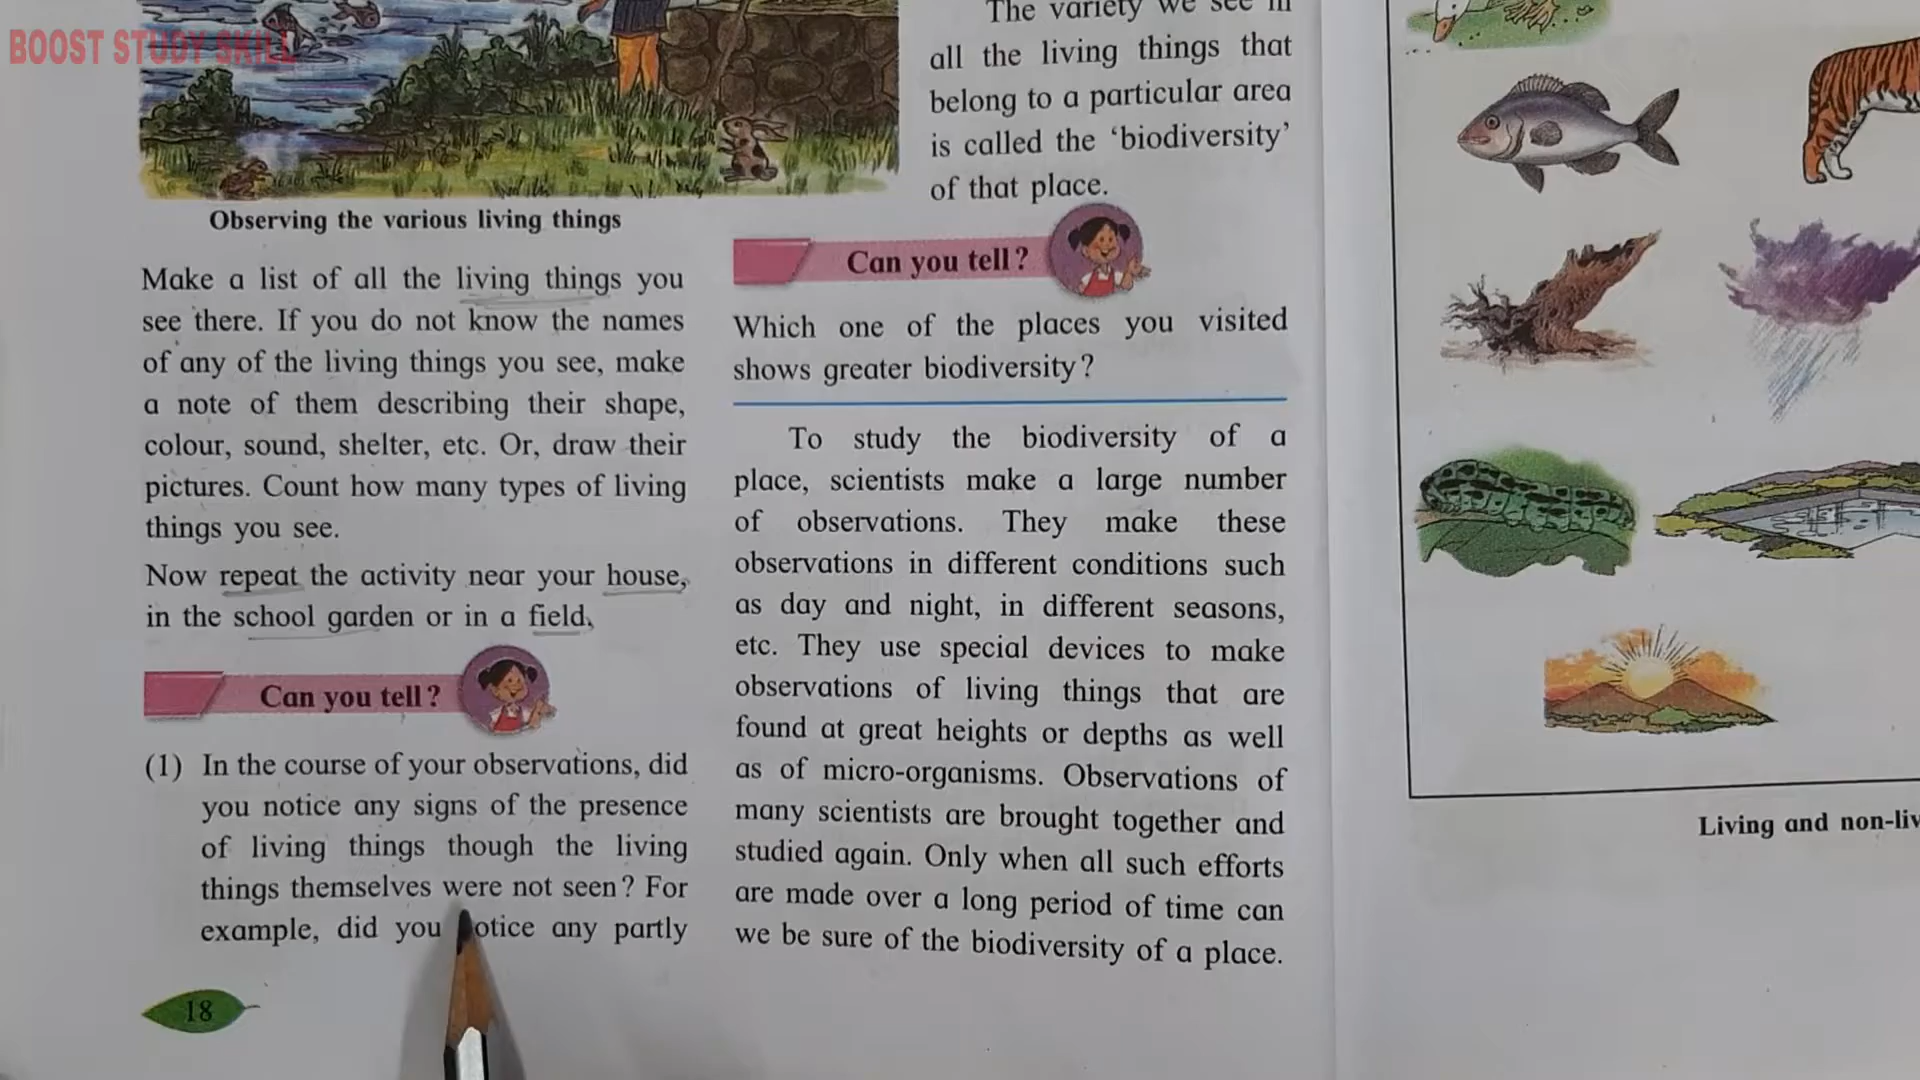 BOOST STUDY SKILL
Observing the various living things
Make a list of all the living things you
see there. If you do not know the names
of any of the living things you see, make
a note of them describing their shape,
colour, sound, shelter, etc. Or, draw their
pictures. Count how many types of living
things you see.
Now repeat the activity near your house,
in the school garden or in a field.
Can you tell?
(1) In the course of your observations, did
you notice any signs of the presence
of living things though the living
things themselves were not seen? For
example, did you notice any partly
18
The variety we see in
all the living things that
belong to a particular area
is called the ‘biodiversity’
of that place.
Can you tell?
Which one of the places you visited
shows greater biodiversity?
To study the biodiversity of a
place, scientists make a large number
of observations. They make these
observations in different conditions such
as day and night, in different seasons,
etc. They use special devices to make
observations of living things that are
found at great heights or depths as well
as of micro-organisms. Observations of
many scientists are brought together and
studied again. Only when all such efforts
are made over a long period of time can
we be sure of the biodiversity of a place.
Living and non-liv